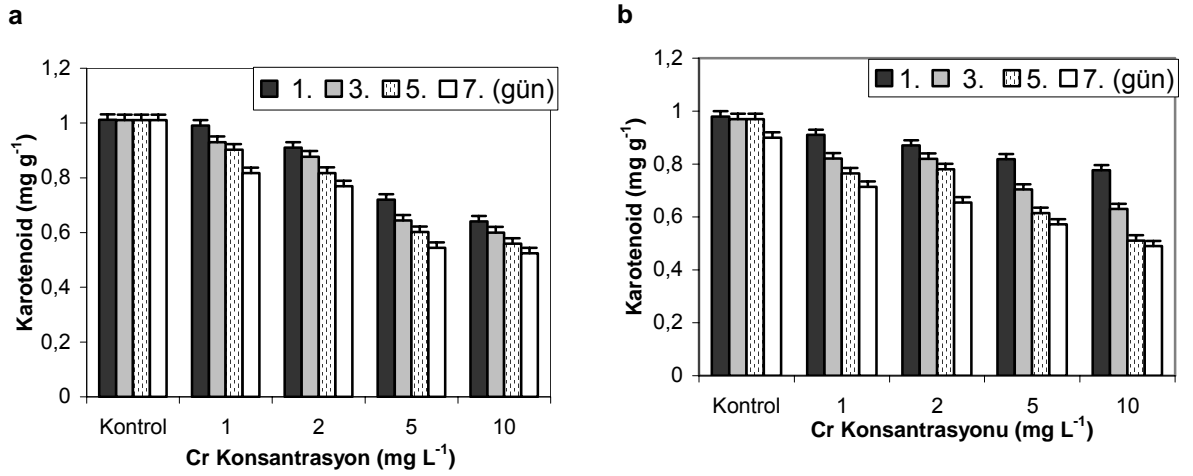 a
1,2
1
0,8
0,6
0,4
0,2
0
Karotenoid (mg g⁻¹)
1. 3. 5. 7. (gün)
Kontrol 1 2 5 10
Cr Konsantrasyon (mg L⁻¹)
b
1,2
1
0,8
0,6
0,4
0,2
0
Karotenoid (mg g⁻¹)
1. 3. 5. 7. (gün)
Kontrol 1 2 5 10
Cr Konsantrasyonu (mg L⁻¹)